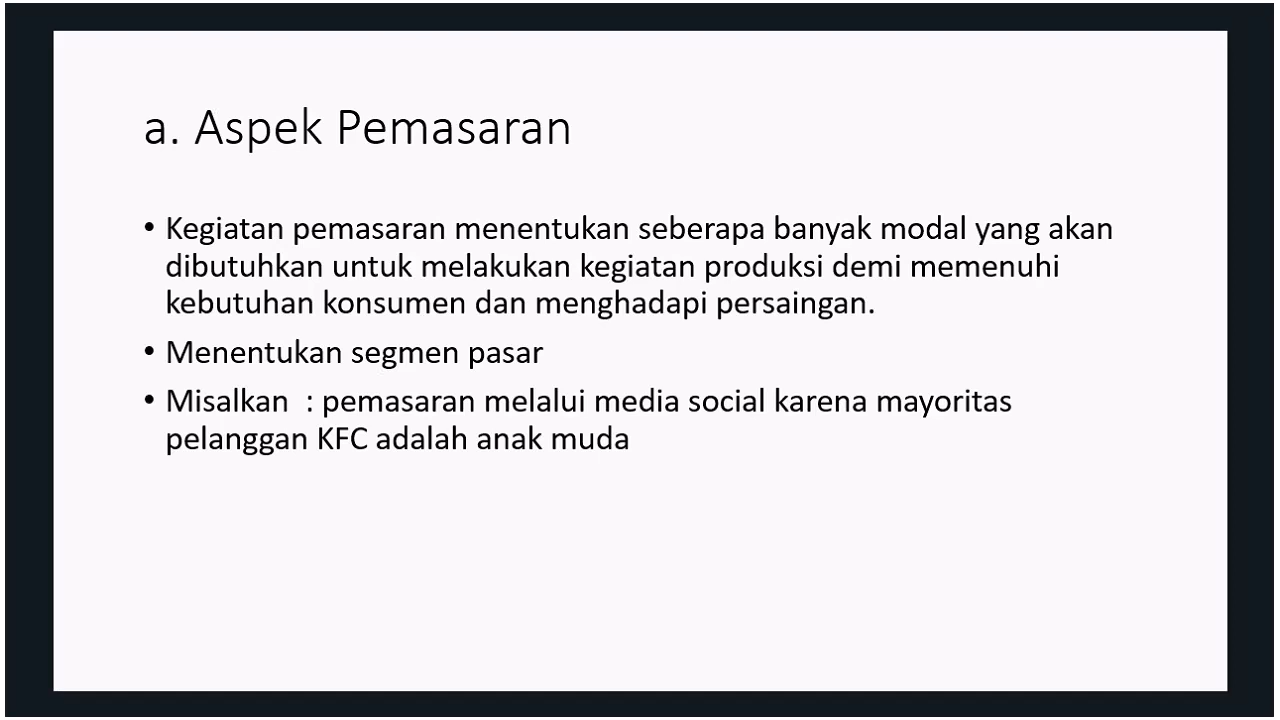 a. Aspek Pemasaran
• Kegiatan pemasaran menentukan seberapa banyak modal yang akan
dibutuhkan untuk melakukan kegiatan produksi demi memenuhi
kebutuhan konsumen dan menghadapi persaingan.
• Menentukan segmen pasar
• Misalkan  : pemasaran melalui media social karena mayoritas
pelanggan KFC adalah anak muda